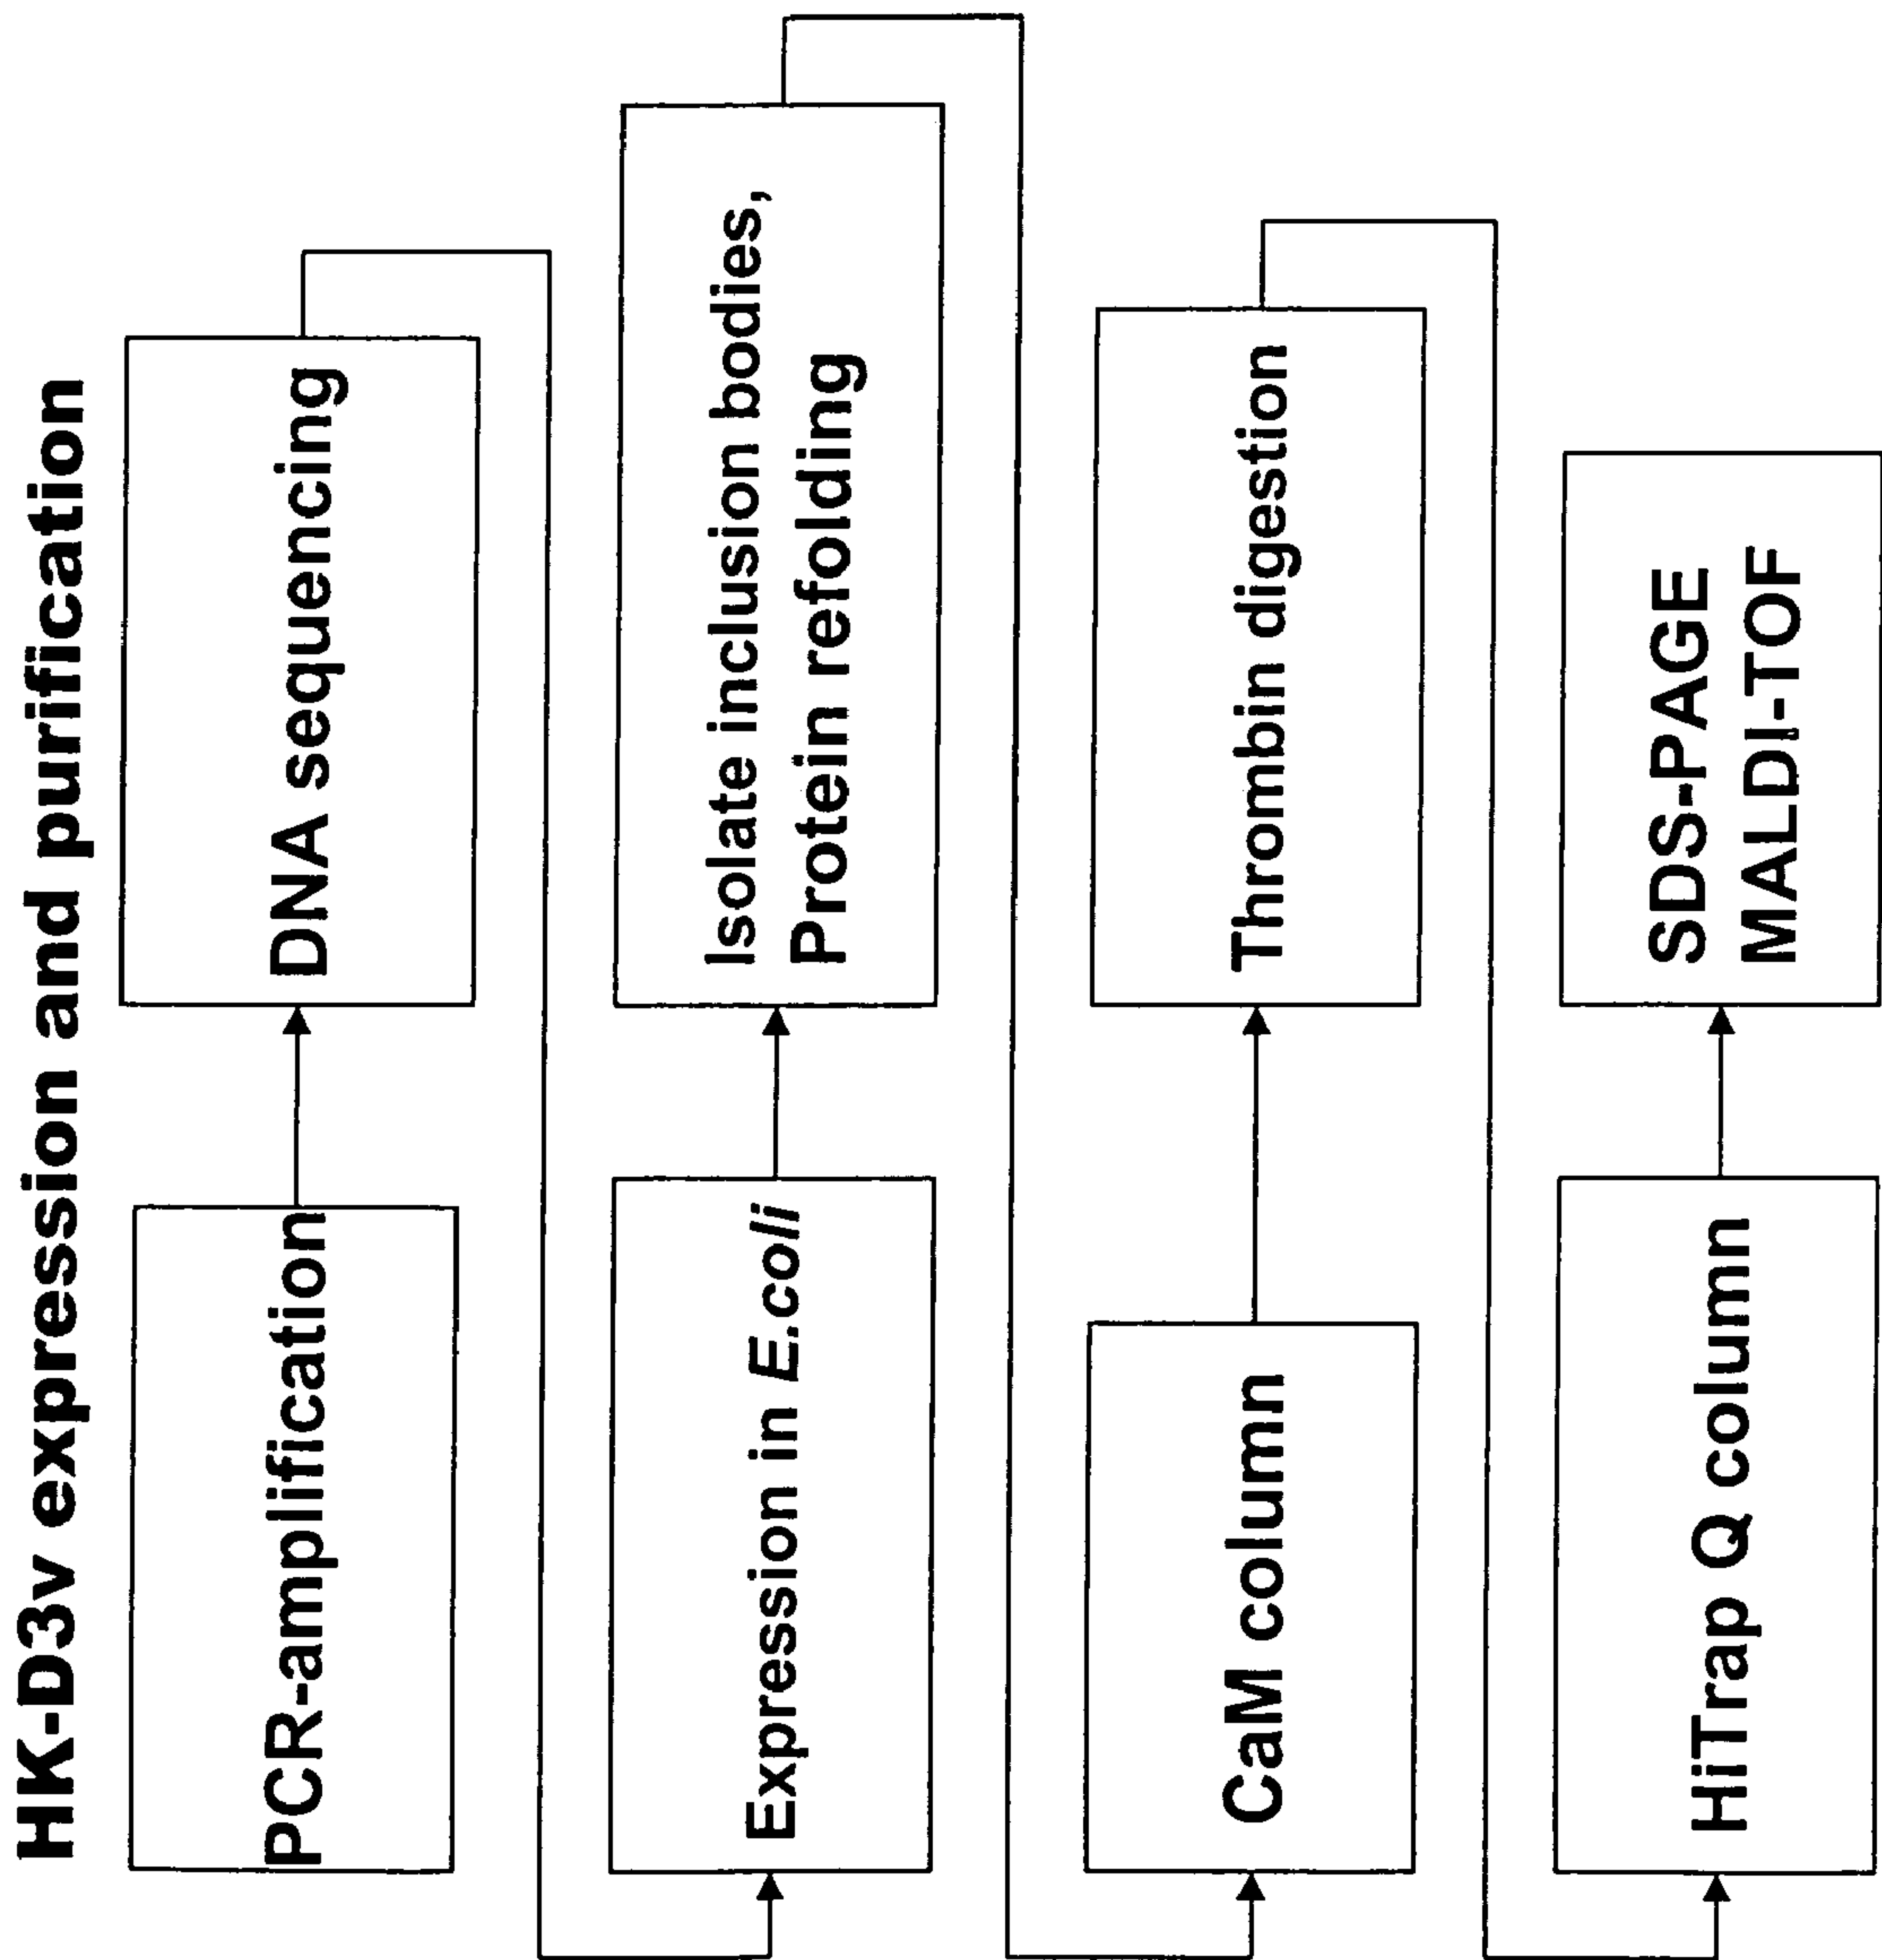 HK-D3v expression and purification
PCR-amplification
DNA sequencing
Expression in E.coli
Isolate inclusion bodies,
Protein refolding
CaM column
Thrombin digestion
HiTrap Q column
SDS-PAGE
MALDI-TOF